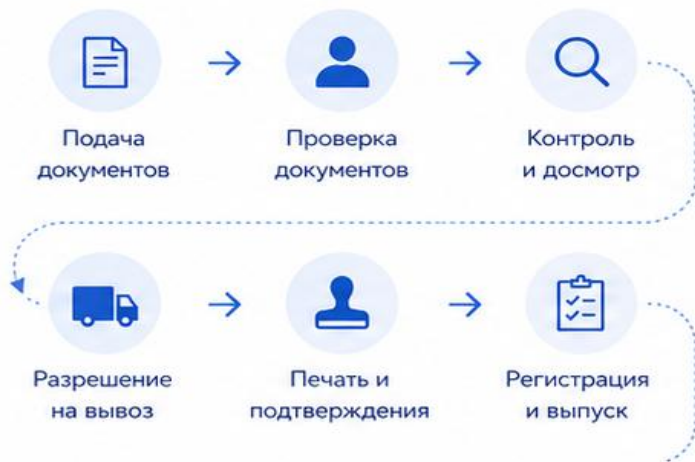 Подача
документов
Проверка
документов
Контроль
и досмотр
Разрешение
на вывоз
Печать и
подтверждения
Регистрация
и выпуск